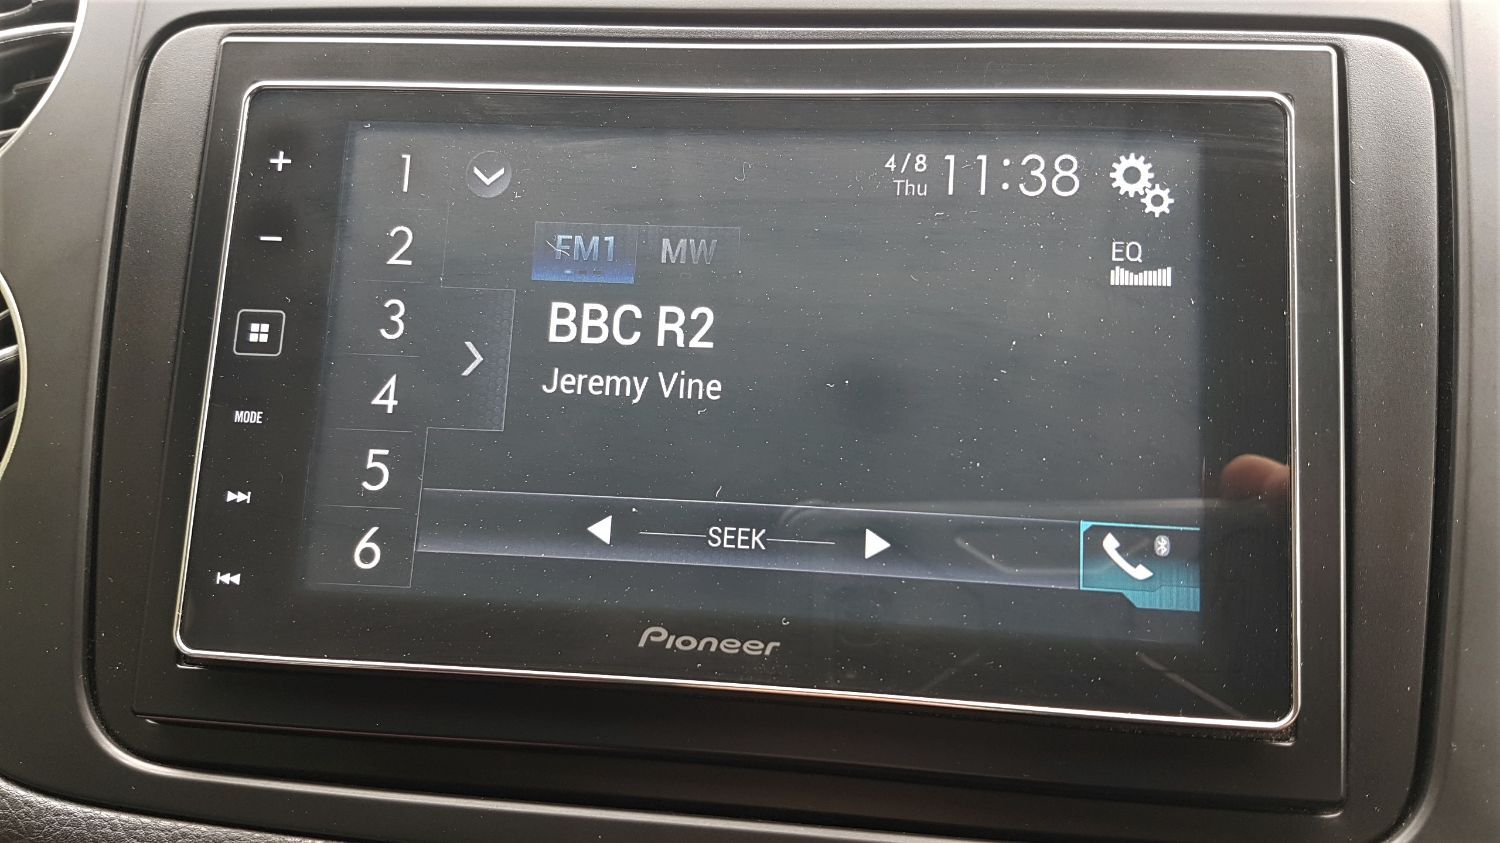 1
2
3
4
5
6
4/8
Thu
11:38
EQ
FM1 MW
BBC R2
Jeremy Vine
MODE
SEEK
Pioneer